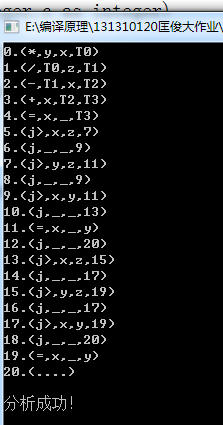 eger c as integer)
E:\编译原理\131310120匡俊大作业/
0.(*,y,x,T0)
1.(/,T0,z,T1)
2.(-,T1,x,T2)
3.(+,x,T2,T3)
4.(=,x,_,T3)
5.(j>,x,z,7)
6.(j,_,_,9)
7.(j>,y,z,11)
8.(j,_,_,9)
9.(j>,x,y,11)
10.(j,_,_,13)
11.(=,x,_,y)
12.(j,_,_,20)
13.(j>,x,z,15)
14.(j,_,_,17)
15.(j>,y,z,19)
16.(j,_,_,17)
17.(j>,x,y,19)
18.(j,_,_,20)
19.(=,x,_,y)
20.(....)
分析成功!